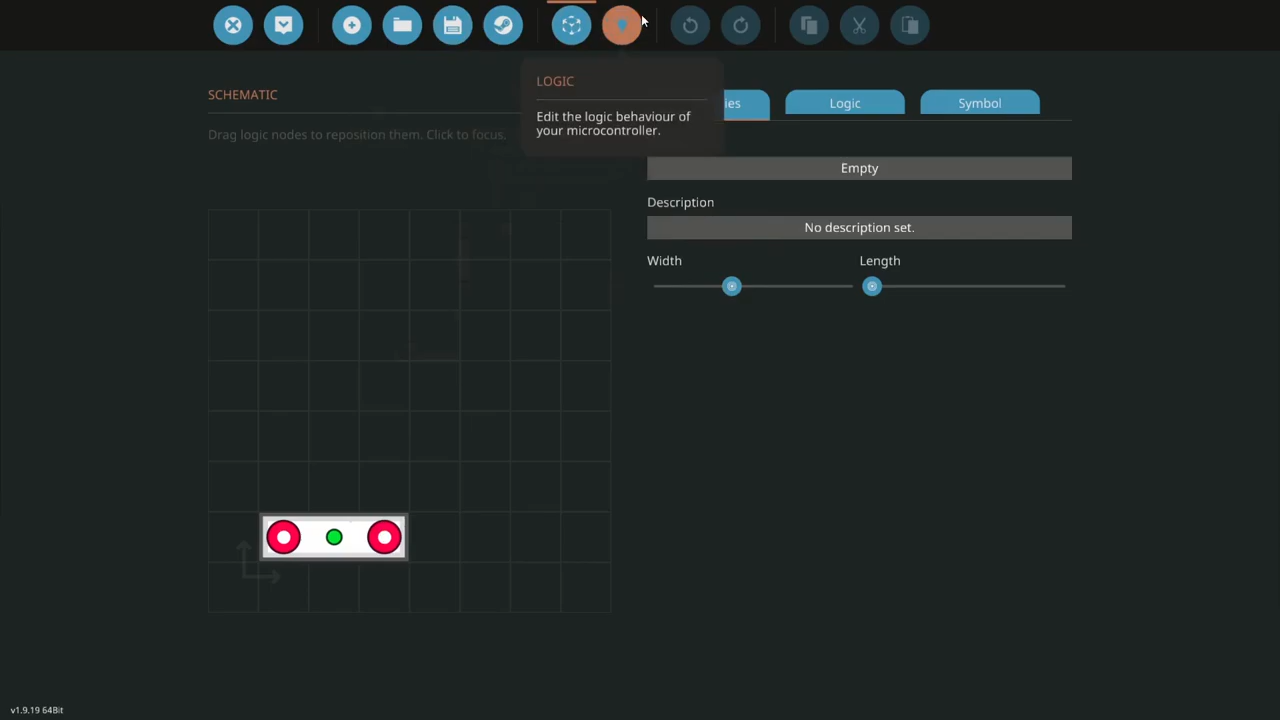 SCHEMATIC
Drag logic nodes to reposition them. Click to focus.
LOGIC
Edit the logic behaviour of
your microcontroller.
ies
Logic
Symbol
Empty
Description
No description set.
Width
Length
v1.9.19 64Bit